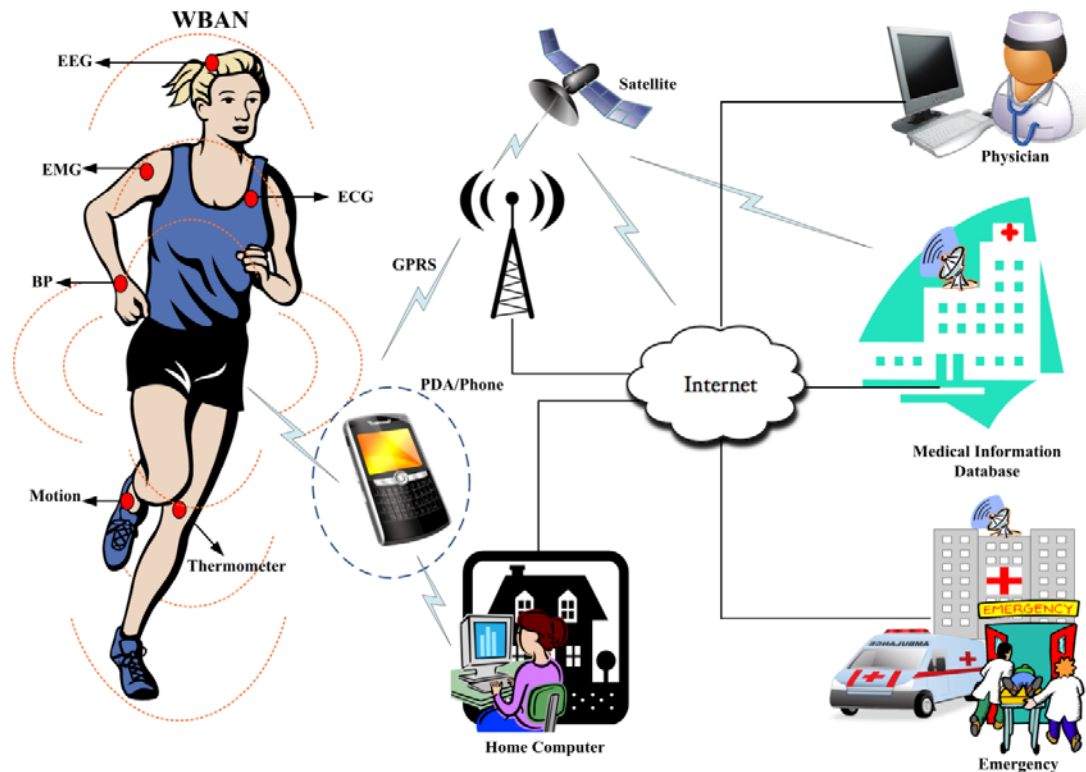 WBAN
EEG
EMG
ECG
BP
Motion
Thermometer
GPRS
PDA/Phone
Satellite
Internet
Home Computer
Physician
Medical Information
Database
EMERGENCY
AMBULANCE
Emergency